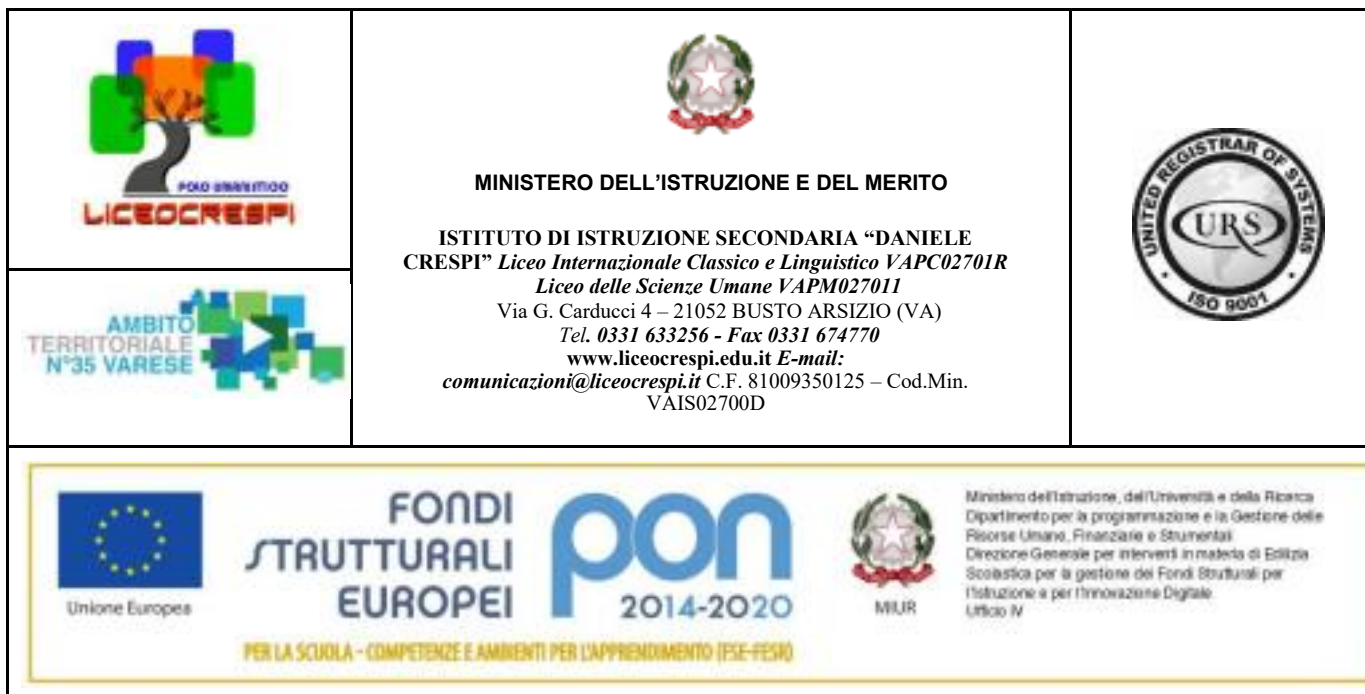 POLO UMANISTICO
LICEOCRESPI
AMBITO
TERRITORIALE
N°35 VARESE
MINISTERO DELL’ISTRUZIONE E DEL MERITO
ISTITUTO DI ISTRUZIONE SECONDARIA “DANIELE
CRESPI” Liceo Internazionale Classico e Linguistico VAPC02701R
Liceo delle Scienze Umane VAPM027011
Via G. Carducci 4 – 21052 BUSTO ARSIZIO (VA)
Tel. 0331 633256 - Fax 0331 674770
www.liceocrespi.edu.it E-mail:
comunicazioni@liceocrespi.it C.F. 81009350125 – Cod.Min.
VAIS02700D
UNITED REGISTRAR OF SYSTEMS
URS
ISO 9001
Unione Europea
FONDI
STRUTTURALI
EUROPEI
pon
2014-2020
PER LA SCUOLA - COMPETENZE E AMBIENTI PER L'APPRENDIMENTO (FSE-FESR)
MIUR
Ministero dell'Istruzione, dell'Università e della Ricerca
Dipartimento per la programmazione e la Gestione delle
Risorse Umane, Finanziarie e Strumentali
Direzione Generale per interventi in materia di Edilizia
Scolastica per la gestione dei Fondi Strutturali per
l'Istruzione e per l'Innovazione Digitale
Ufficio IV